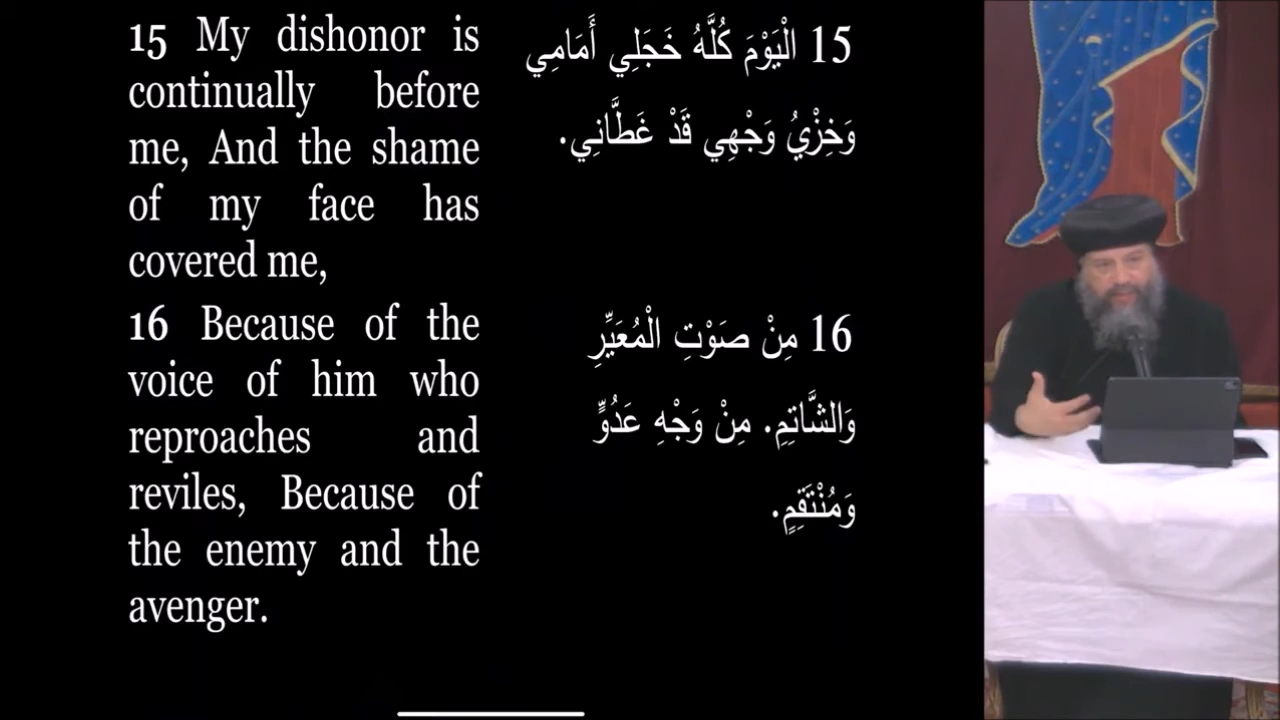 15 My dishonor is
continually before
me, And the shame
of my face has
covered me,
16 Because of the
voice of him who
reproaches and
reviles, Because of
the enemy and the
avenger.
15 الْيَوْمَ كُلَّهُ خَجَلِي أَمَامِي
وَخِزْيُ وَجْهِي قَدْ غَطَّانِي.
16 مِنْ صَوْتِ الْمُعَيِّرِ
وَالشَّاتِمِ. مِنْ وَجْهِ عَدُوٍّ
وَمُنْتَقِمٍ.